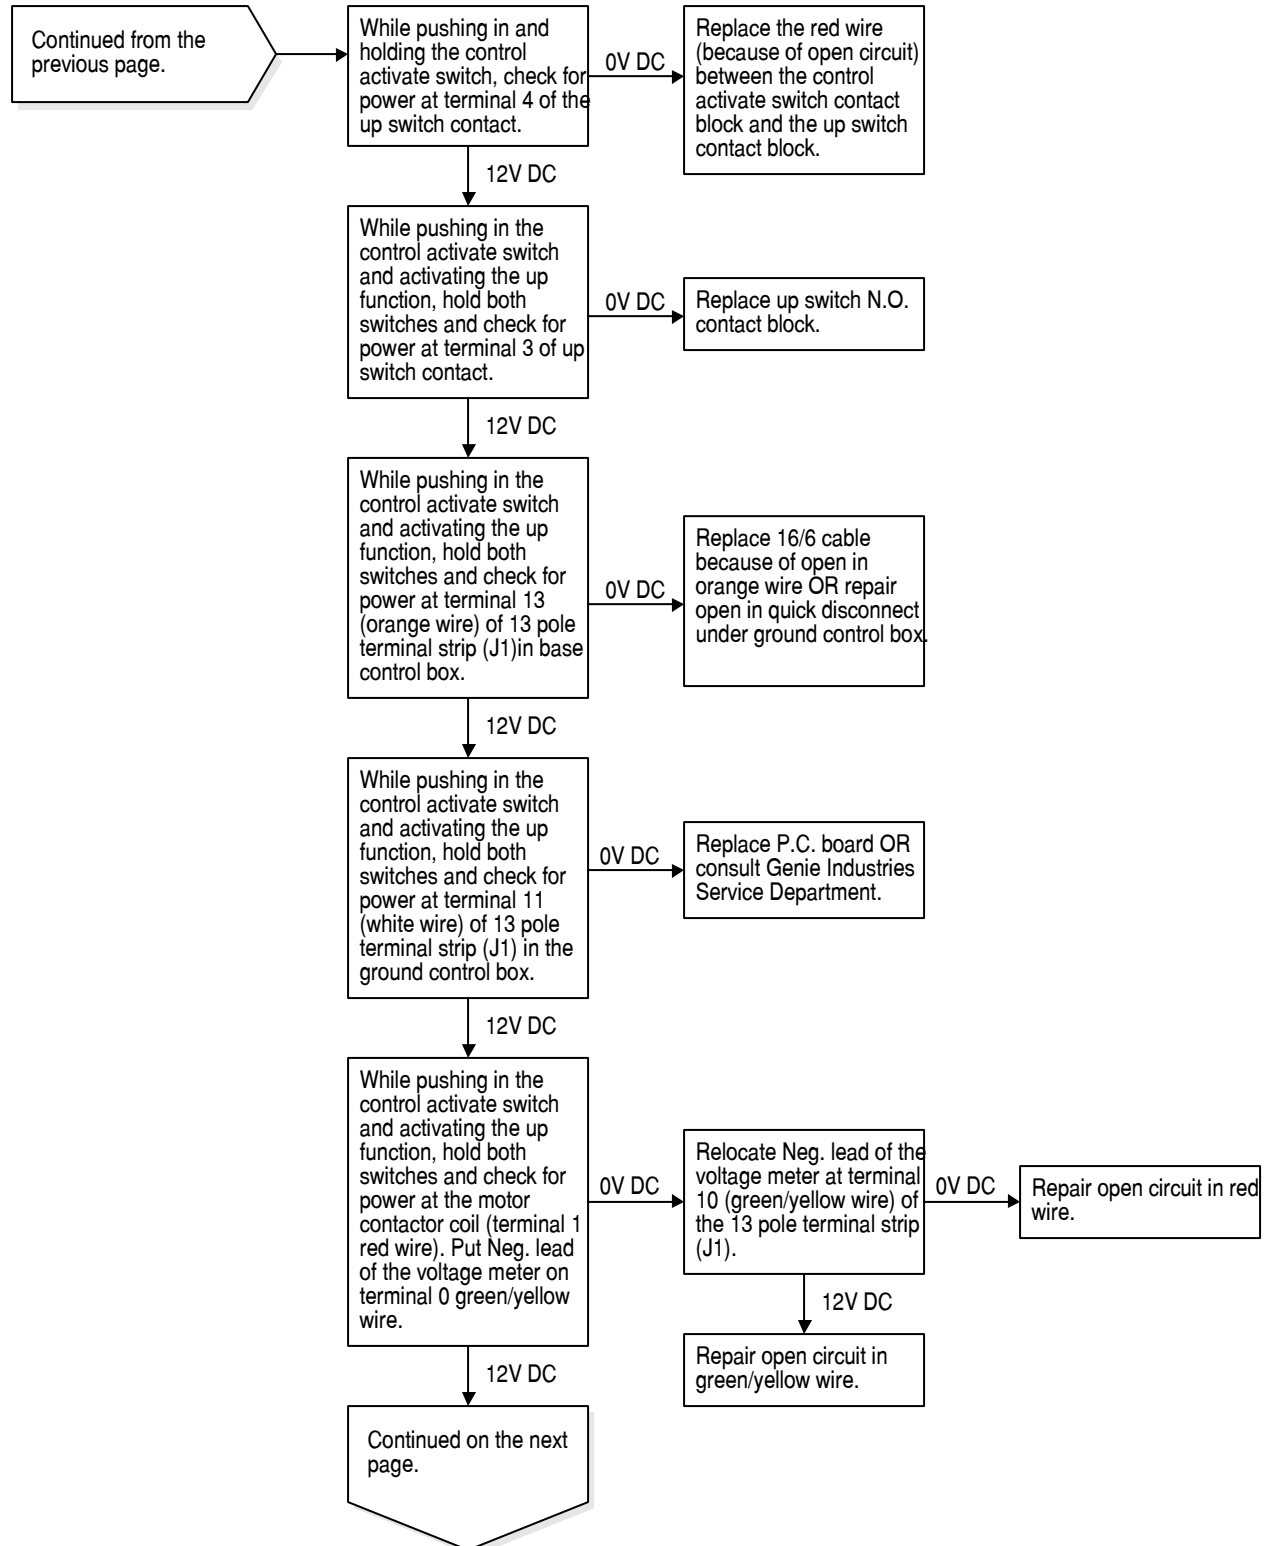 Continued from the
previous page.
While pushing in and
holding the control
activate switch, check for
power at terminal 4 of the
up switch contact.
0V DC
Replace the red wire
(because of open circuit)
between the control
activate switch contact
block and the up switch
contact block.
12V DC
While pushing in the
control activate switch
and activating the up
function, hold both
switches and check for
power at terminal 3 of up
switch contact.
0V DC
Replace up switch N.O.
contact block.
12V DC
While pushing in the
control activate switch
and activating the up
function, hold both
switches and check for
power at terminal 13
(orange wire) of 13 pole
terminal strip (J1)in base
control box.
0V DC
Replace 16/6 cable
because of open in
orange wire OR repair
open in quick disconnect
under ground control box.
12V DC
While pushing in the
control activate switch
and activating the up
function, hold both
switches and check for
power at terminal 11
(white wire) of 13 pole
terminal strip (J1) in the
ground control box.
0V DC
Replace P.C. board OR
consult Genie Industries
Service Department.
12V DC
While pushing in the
control activate switch
and activating the up
function, hold both
switches and check for
power at the motor
contactor coil (terminal 1
red wire). Put Neg. lead
of the voltage meter on
terminal 0 green/yellow
wire.
0V DC
Relocate Neg. lead of the
voltage meter at terminal
10 (green/yellow wire) of
the 13 pole terminal strip
(J1).
0V DC
Repair open circuit in red
wire.
12V DC
Repair open circuit in
green/yellow wire.
12V DC
Continued on the next
page.